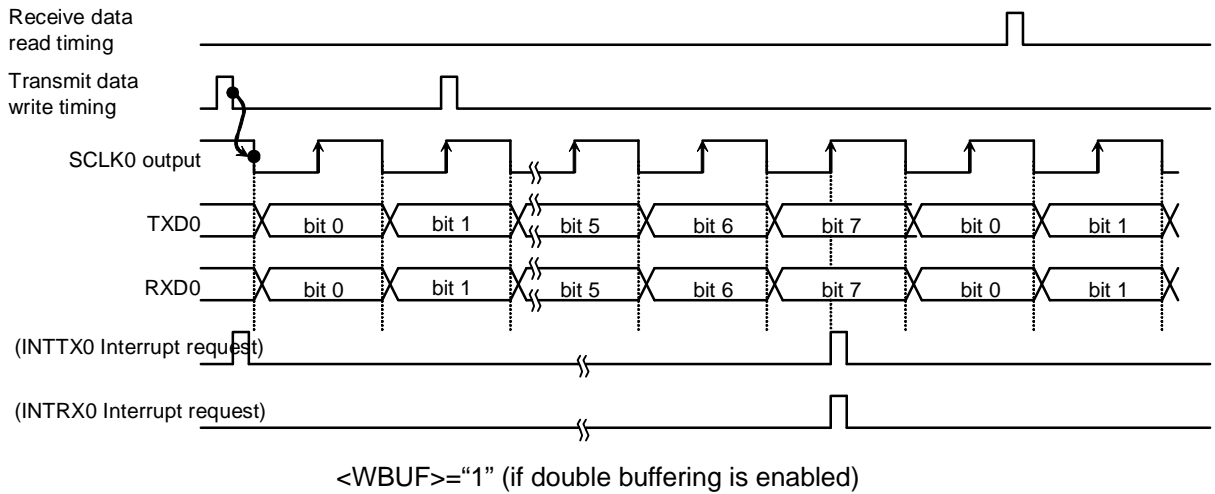 Receive data
read timing
Transmit data
write timing
SCLK0 output
TXD0 bit 0 bit 1 bit 5 bit 6 bit 7 bit 0 bit 1
RXD0 bit 0 bit 1 bit 5 bit 6 bit 7 bit 0 bit 1
(INTTX0 Interrupt request)
(INTRX0 Interrupt request)
<WBUF>=“1” (if double buffering is enabled)